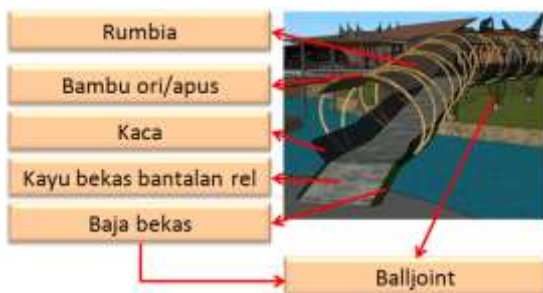 Rumbia
Bambu ori/apus
Kaca
Kayu bekas bantalan rel
Baja bekas
Balljoint